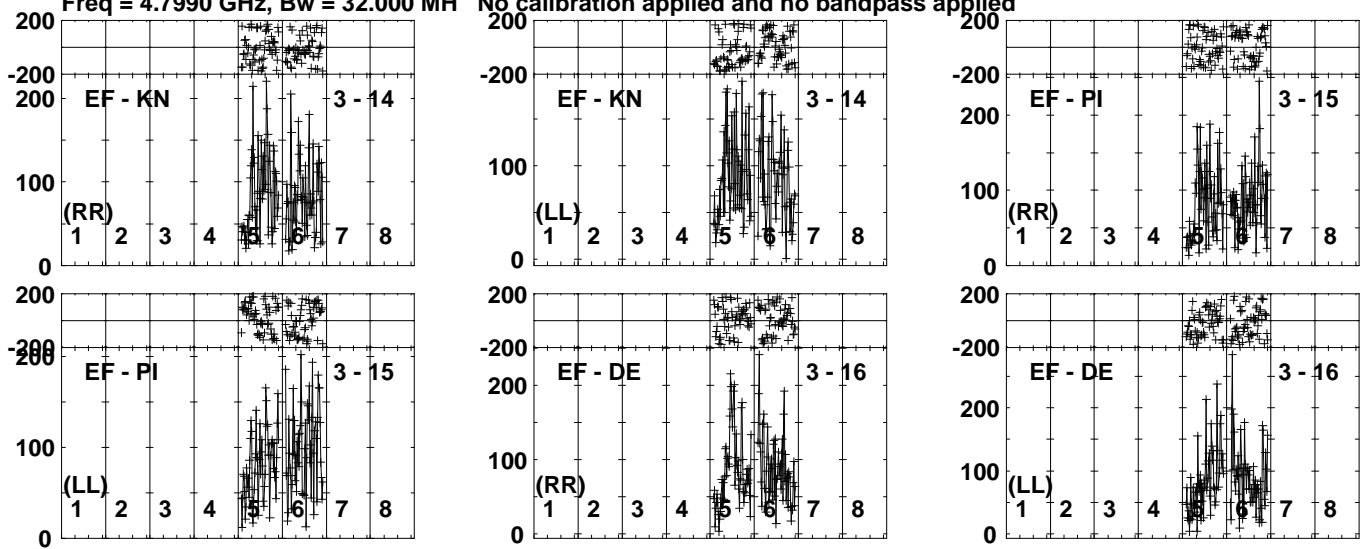 Freq = 4.7990 GHz, Bw = 32.000 MH No calibration applied and no bandpass applied
200
-200
200
EF - KN 3 - 14
100
(RR)
1 2 3 4 5 6 7 8
0
200
-200
200
EF - KN 3 - 14
100
(LL)
1 2 3 4 5 6 7 8
0
200
-200
200
EF - PI 3 - 15
100
(RR)
1 2 3 4 5 6 7 8
0
200
-200
200
EF - PI 3 - 15
100
(LL)
1 2 3 4 5 6 7 8
0
200
-200
200
EF - DE 3 - 16
100
(RR)
1 2 3 4 5 6 7 8
0
200
-200
200
EF - DE 3 - 16
100
(LL)
1 2 3 4 5 6 7 8
0